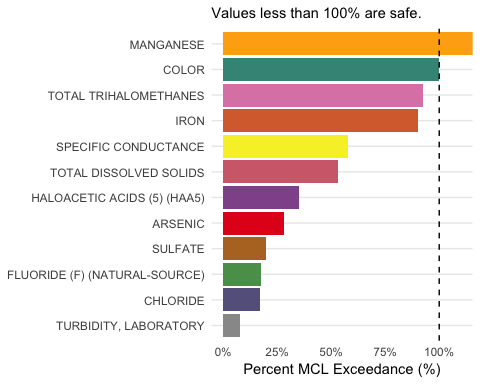 Values less than 100% are safe.
MANGANESE
COLOR
TOTAL TRIHALOMETHANES
IRON
SPECIFIC CONDUCTANCE
TOTAL DISSOLVED SOLIDS
HALOACETIC ACIDS (5) (HAA5)
ARSENIC
SULFATE
FLUORIDE (F) (NATURAL-SOURCE)
CHLORIDE
TURBIDITY, LABORATORY
0% 25% 50% 75% 100%
Percent MCL Exceedance (%)